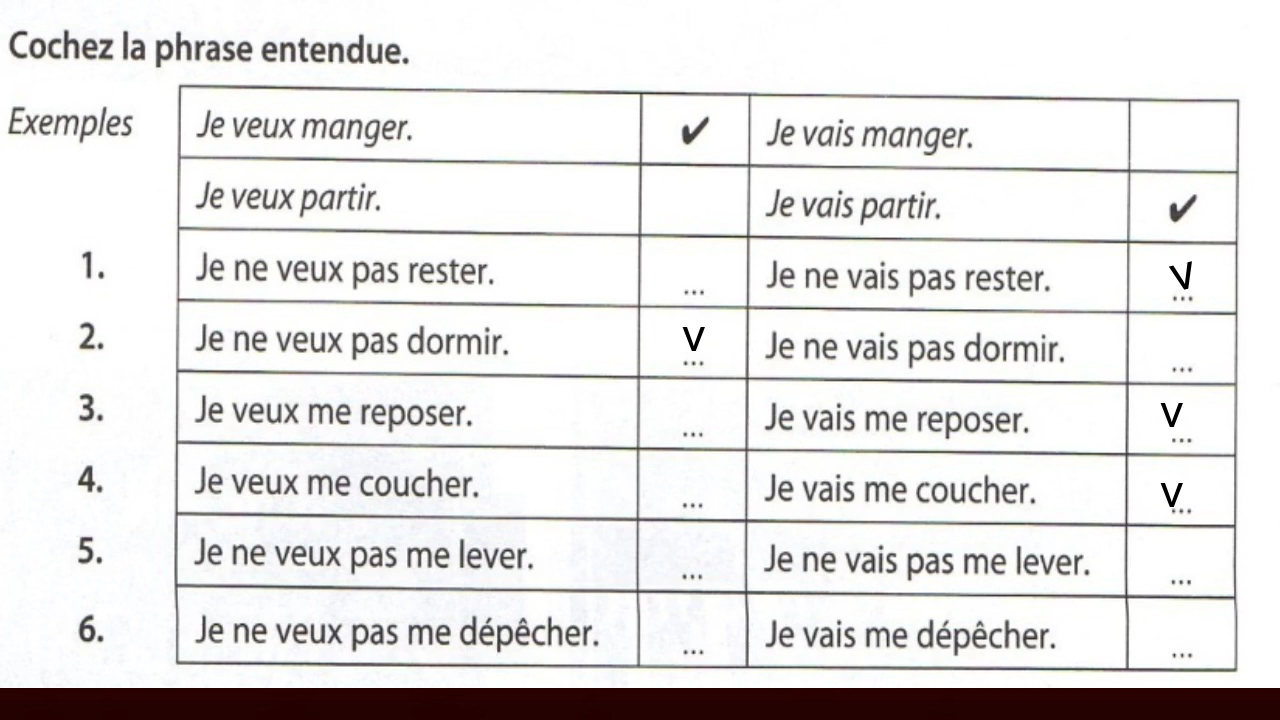 Cochez la phrase entendue.
Exemples Je veux manger. ✔ Je vais manger.
Je veux partir. Je vais partir. ✔
1. Je ne veux pas rester. ... Je ne vais pas rester. V ...
2. Je ne veux pas dormir. V ... Je ne vais pas dormir. ...
3. Je veux me reposer. ... Je vais me reposer. V ...
4. Je veux me coucher. ... Je vais me coucher. V ...
5. Je ne veux pas me lever. ... Je ne vais pas me lever. ...
6. Je ne veux pas me dépêcher. ... Je vais me dépêcher. ...